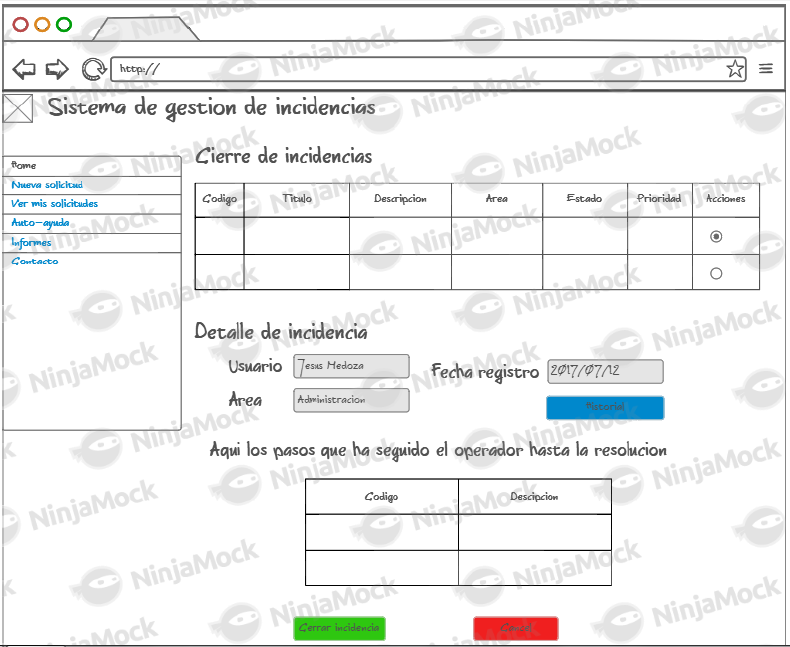 http://
Sistema de gestion de incidencias
Home
Nueva solicitud
Ver mis solicitudes
Auto-ayuda
Informes
Contacto
Cierre de incidencias
Codigo Titulo Descripcion Area Estado Prioridad Acciones
Detalle de incidencia
Usuario Jesus Medoza Fecha registro 2017/07/12
Area Administracion Historial
Aqui los pasos que ha seguido el operador hasta la resolucion
Codigo Descipcion
Cerrar incidencia Cancel
NinjaMock